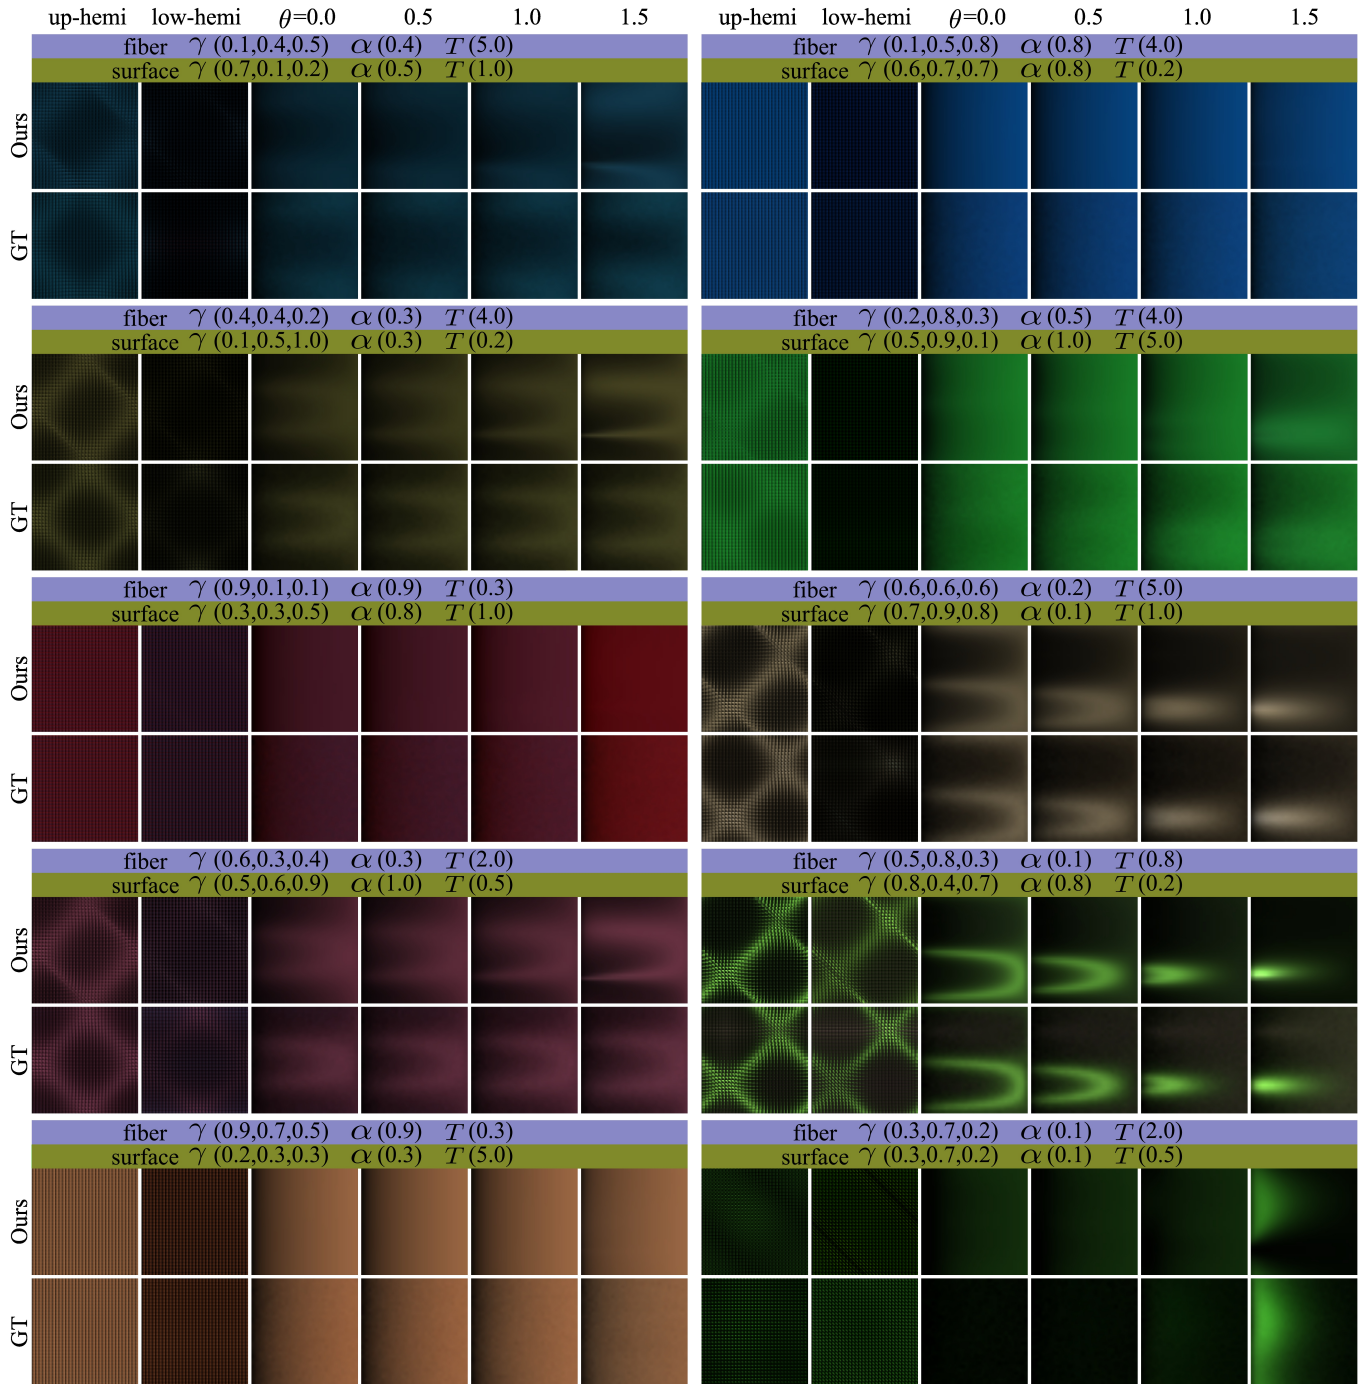 up-hemi low-hemi θ=0.0 0.5 1.0 1.5 up-hemi low-hemi θ=0.0 0.5 1.0 1.5
fiber γ (0.1,0.4,0.5) α (0.4) T (5.0)
surface γ (0.7,0.1,0.2) α (0.5) T (1.0)
Ours
GT
fiber γ (0.1,0.5,0.8) α (0.8) T (4.0)
surface γ (0.6,0.7,0.7) α (0.8) T (0.2)
fiber γ (0.4,0.4,0.2) α (0.3) T (4.0)
surface γ (0.1,0.5,1.0) α (0.3) T (0.2)
Ours
GT
fiber γ (0.2,0.8,0.3) α (0.5) T (4.0)
surface γ (0.5,0.9,0.1) α (1.0) T (5.0)
fiber γ (0.9,0.1,0.1) α (0.9) T (0.3)
surface γ (0.3,0.3,0.5) α (0.8) T (1.0)
Ours
GT
fiber γ (0.6,0.6,0.6) α (0.2) T (5.0)
surface γ (0.7,0.9,0.8) α (0.1) T (1.0)
fiber γ (0.6,0.3,0.4) α (0.3) T (2.0)
surface γ (0.5,0.6,0.9) α (1.0) T (0.5)
Ours
GT
fiber γ (0.5,0.8,0.3) α (0.1) T (0.8)
surface γ (0.8,0.4,0.7) α (0.8) T (0.2)
fiber γ (0.9,0.7,0.5) α (0.9) T (0.3)
surface γ (0.2,0.3,0.3) α (0.3) T (5.0)
Ours
GT
fiber γ (0.3,0.7,0.2) α (0.1) T (2.0)
surface γ (0.3,0.7,0.2) α (0.1) T (0.5)